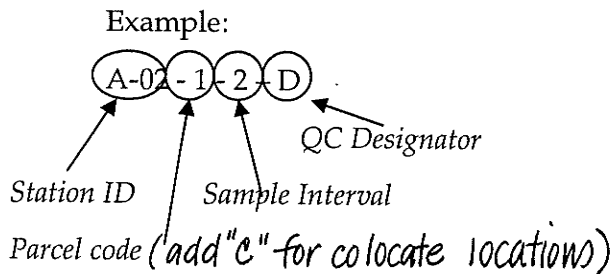 Example:
A-02 - 1 - 2 - D
QC Designator
Station ID Sample Interval
Parcel code (add "C" for colocate locations)